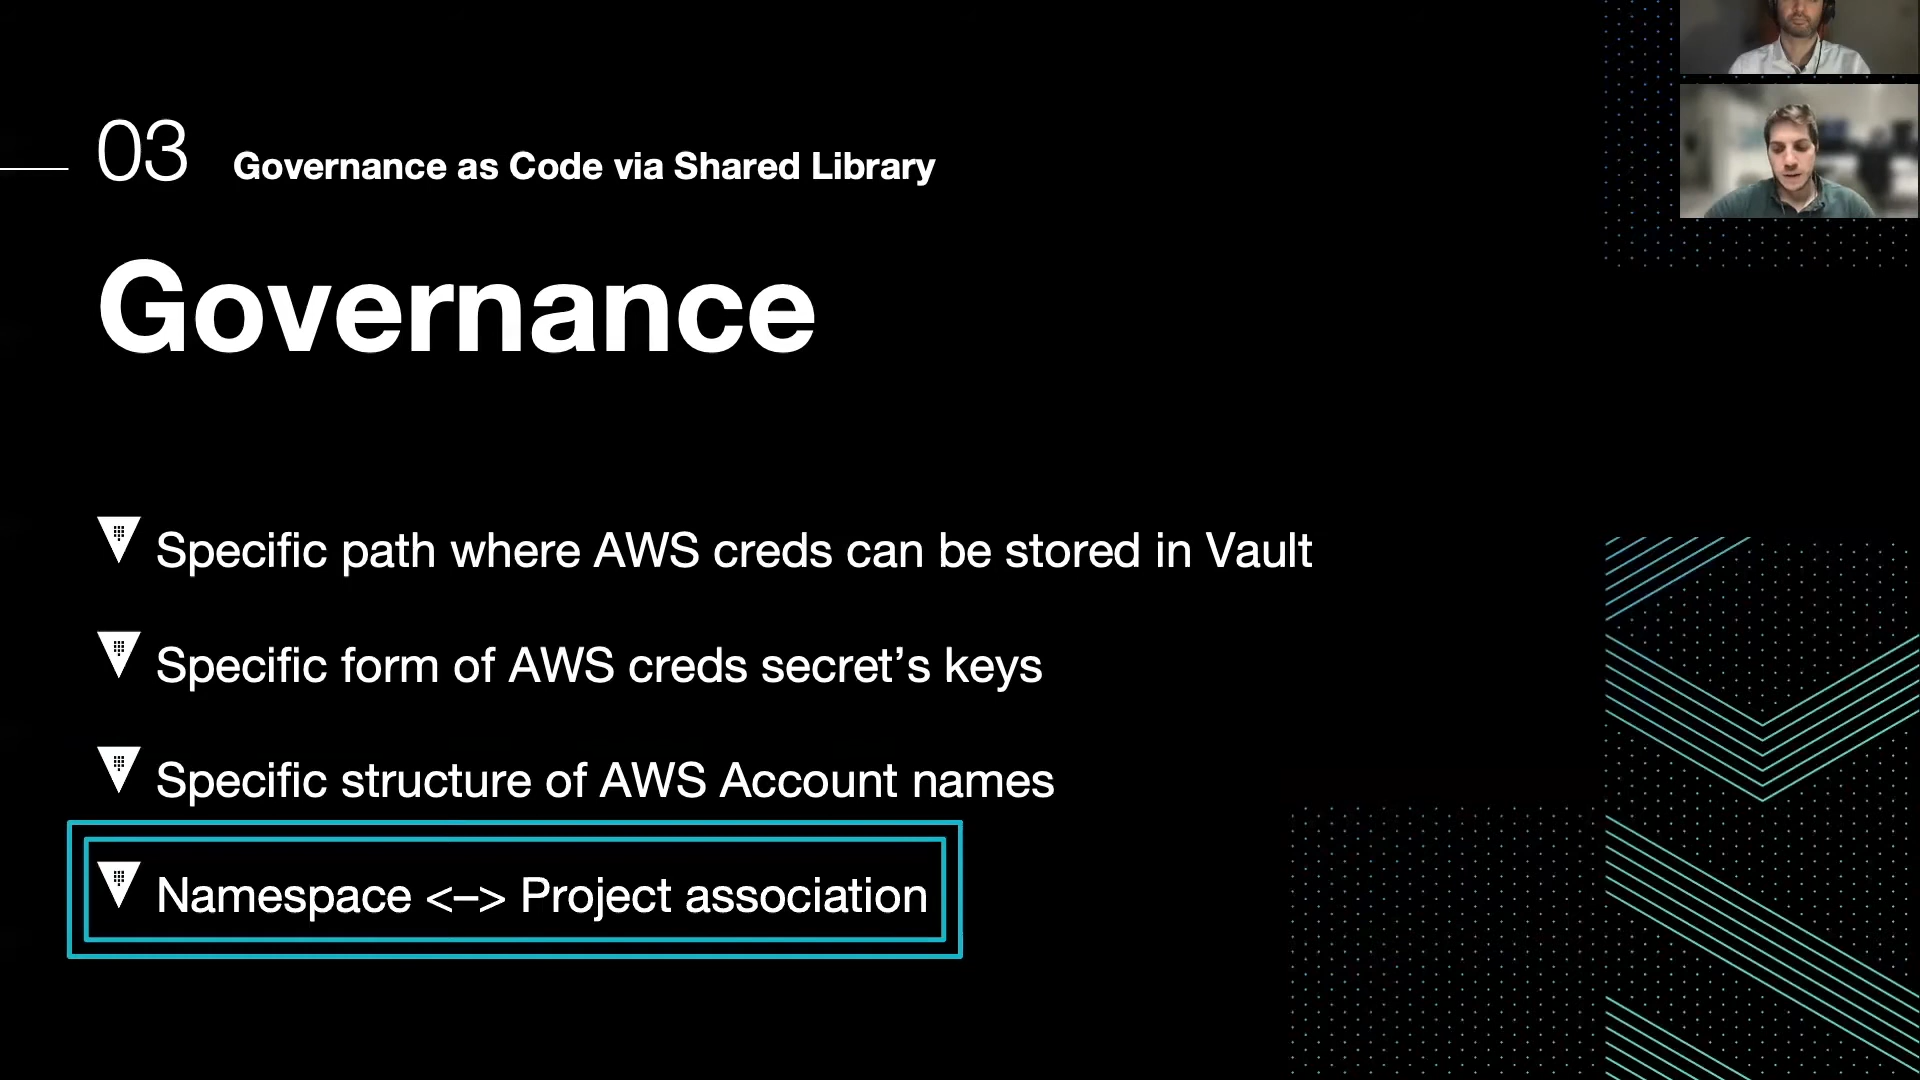 03 Governance as Code via Shared Library
Governance
Specific path where AWS creds can be stored in Vault
Specific form of AWS creds secret’s keys
Specific structure of AWS Account names
Namespace <–> Project association